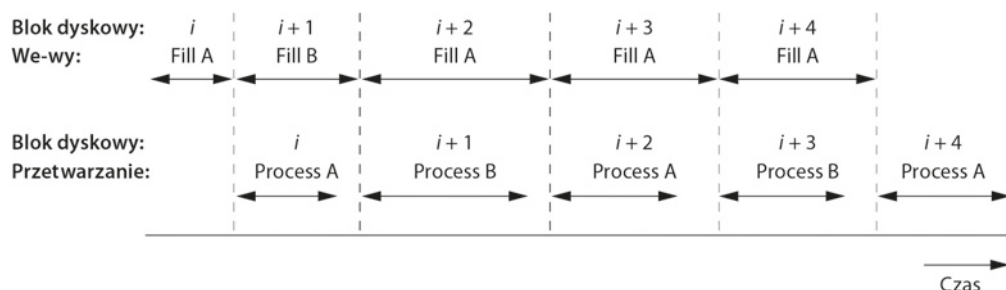 Blok dyskowy: i i + 1 i + 2 i + 3 i + 4
We-wy: Fill A Fill B Fill A Fill A Fill A
Blok dyskowy: i i + 1 i + 2 i + 3 i + 4
Przetwarzanie: Process A Process B Process A Process B Process A
Czas